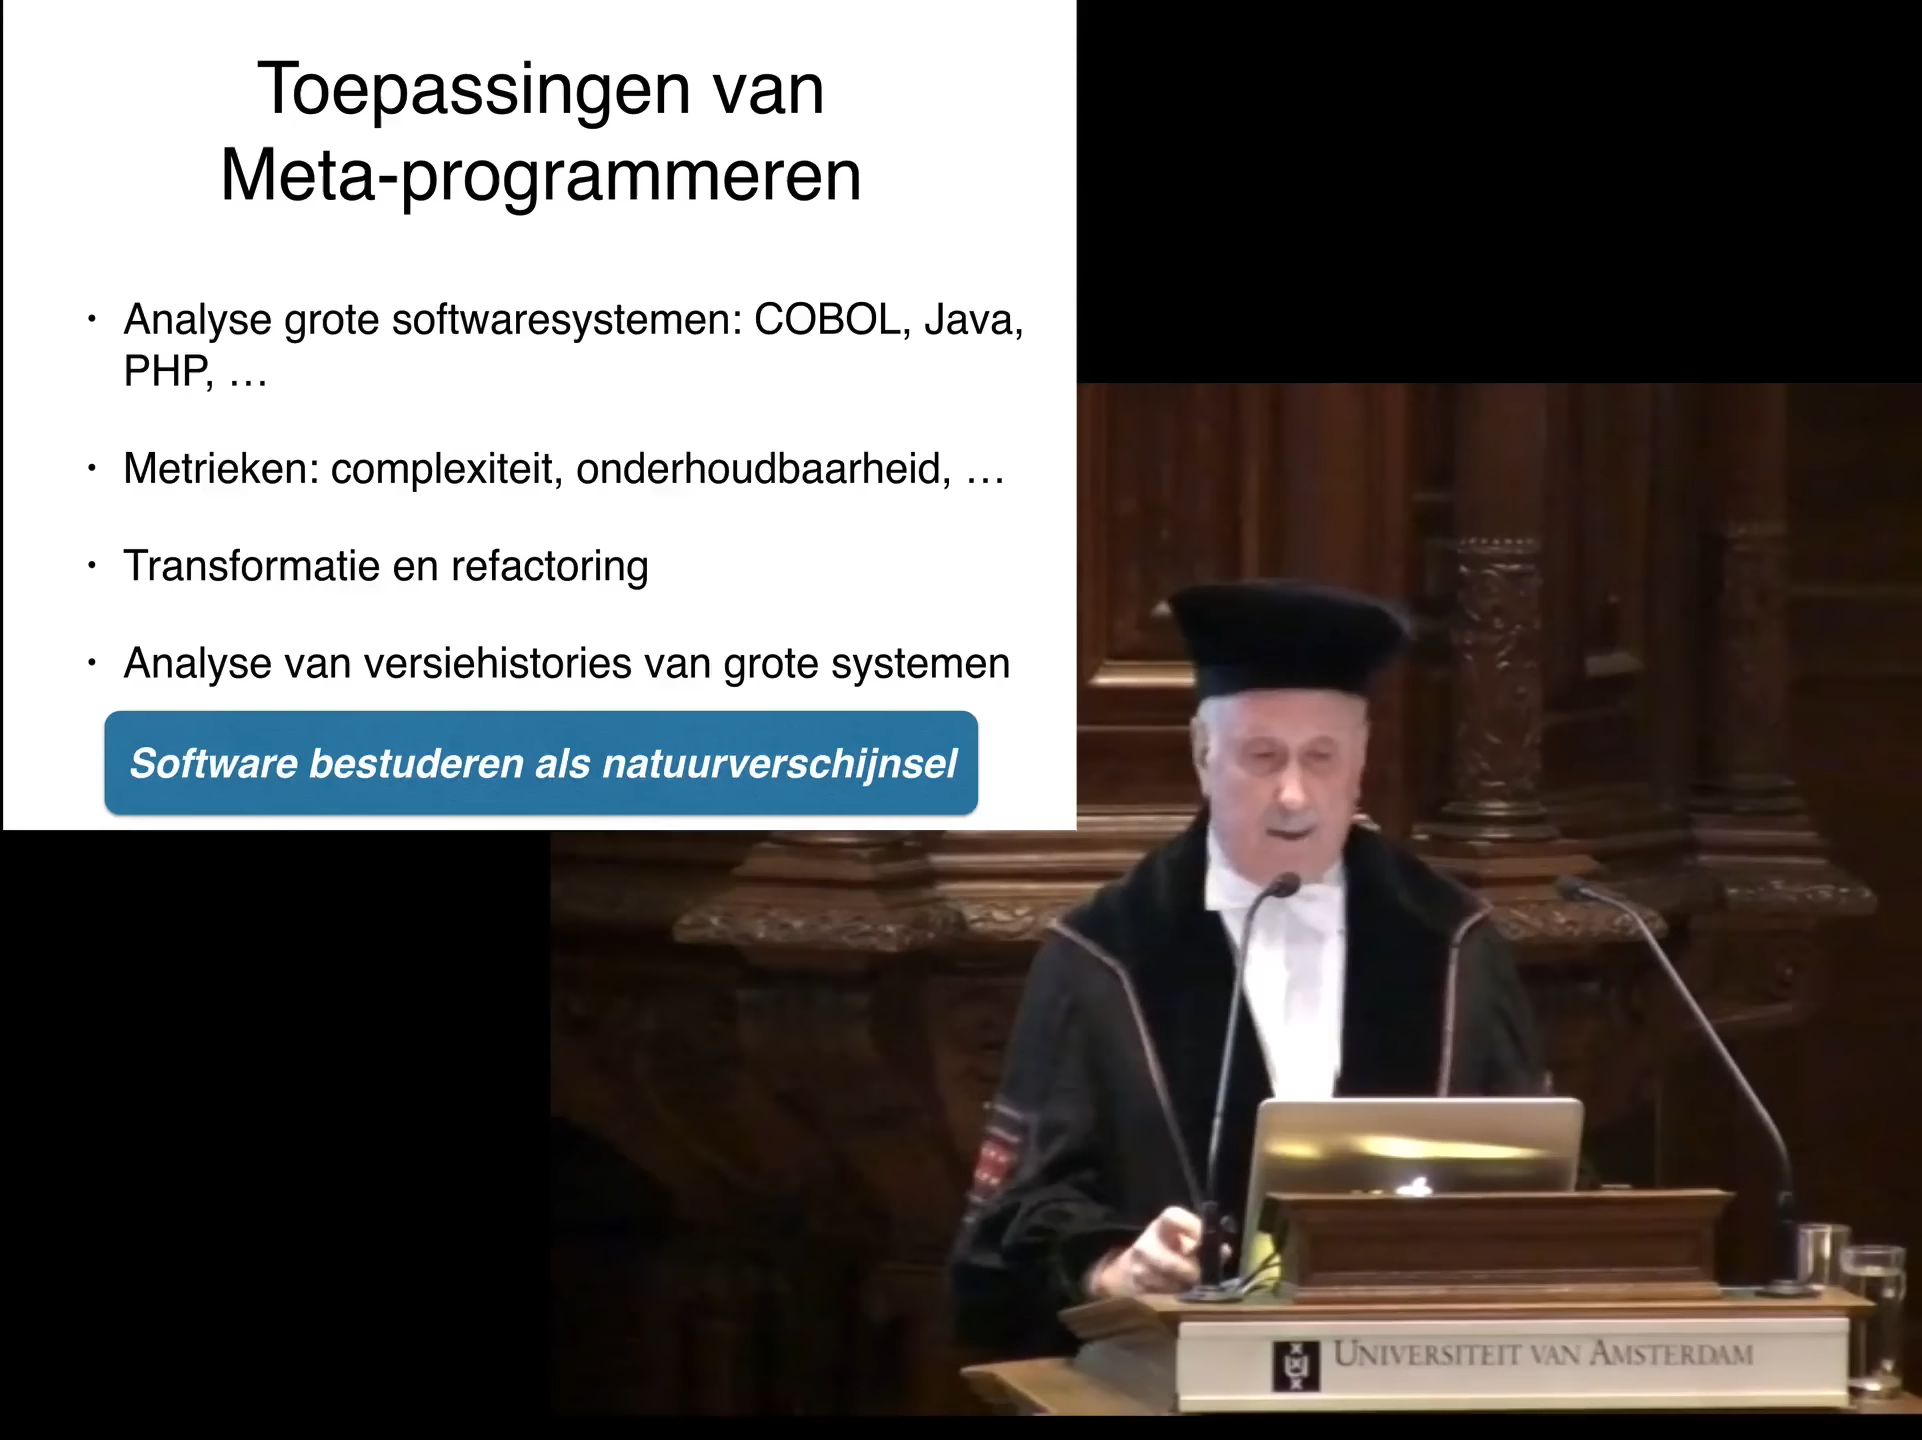 Toepassingen van
Meta-programmeren
• Analyse grote softwaresystemen: COBOL, Java,
PHP, …
• Metrieken: complexiteit, onderhoudbaarheid, …
• Transformatie en refactoring
• Analyse van versiehistories van grote systemen
Software bestuderen als natuurverschijnsel
UNIVERSITEIT VAN AMSTERDAM